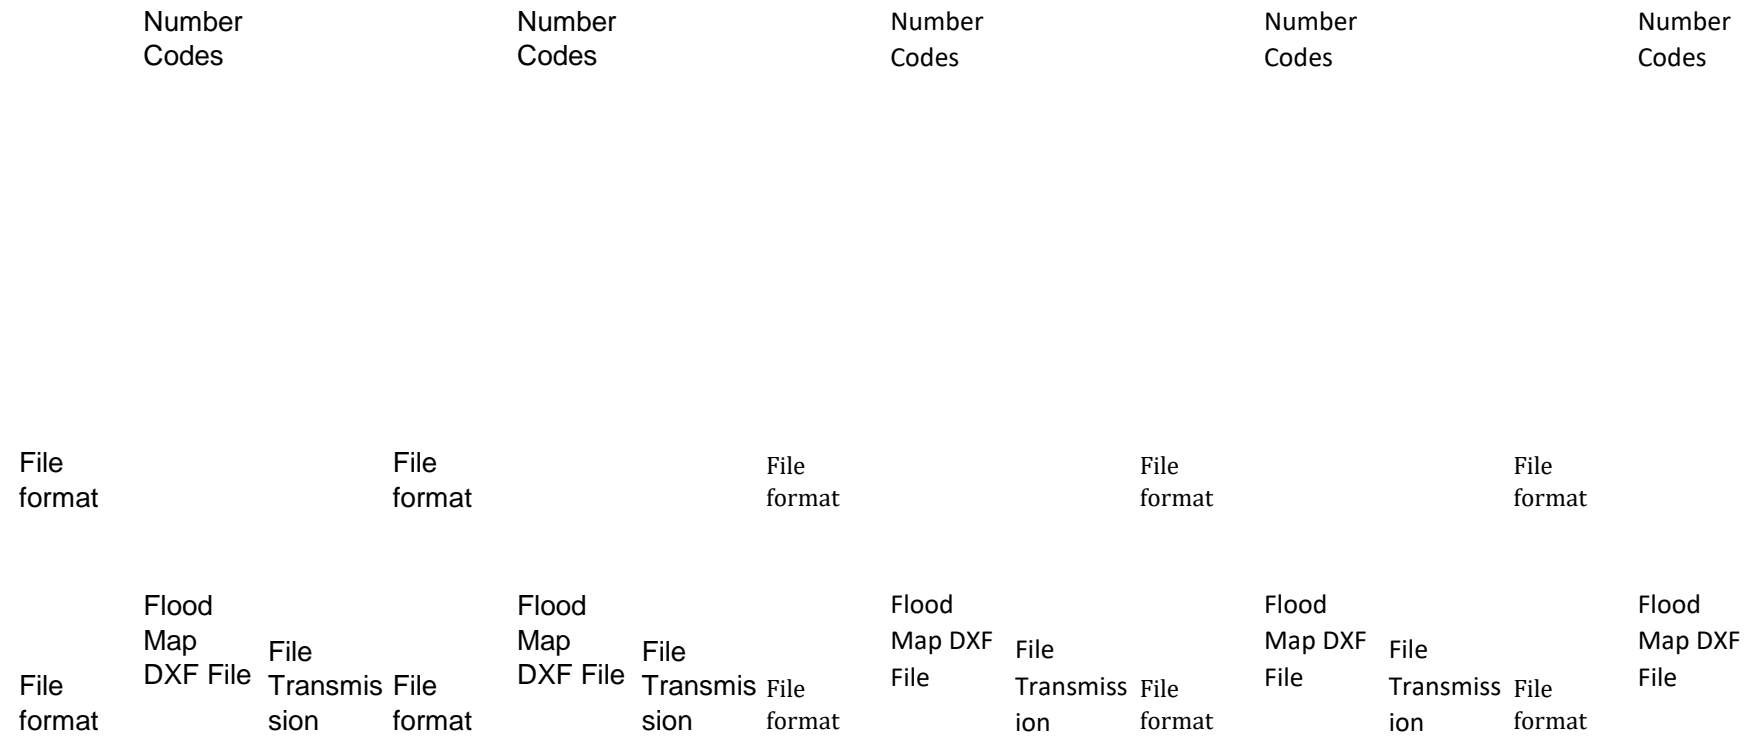 Number Number Number Number Number
Codes Codes Codes Codes Codes
File File File File File
format format format format format
Flood Flood Flood Flood Flood
Map Map Map DXF Map DXF Map DXF
File File File File
DXF File DXF File File File File
File Transmis File Transmis File Transmiss File Transmiss File
format sion format sion format ion format ion format